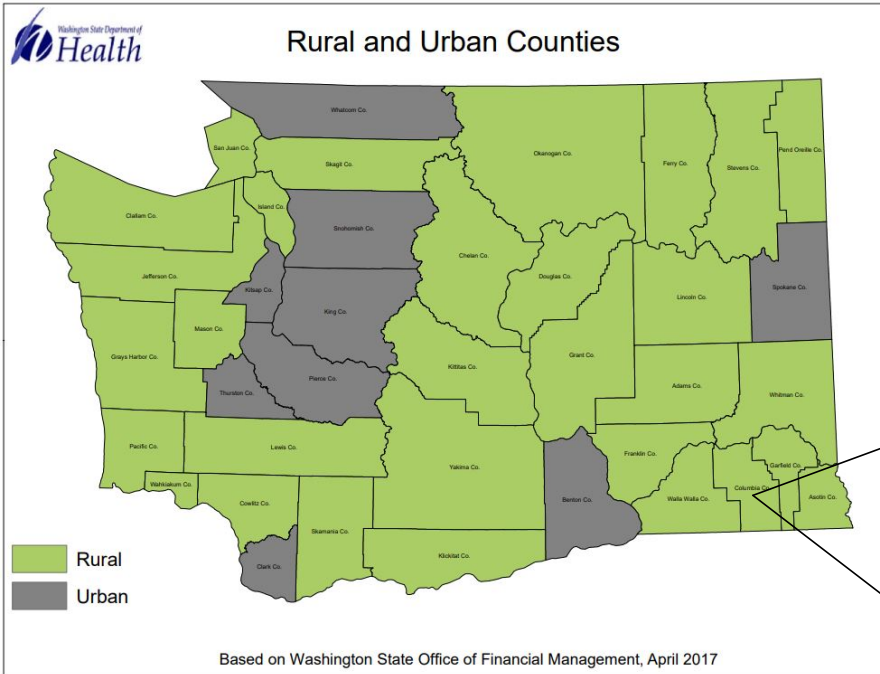 Washington State Department of
Health
Rural and Urban Counties
Whatcom Co.
San Juan Co.
Skagit Co.
Okanogan Co.
Ferry Co.
Stevens Co.
Pend Oreille Co.
Island Co.
Clallam Co.
Snohomish Co.
Chelan Co.
Jefferson Co.
Kitsap Co.
Douglas Co.
Lincoln Co.
Spokane Co.
King Co.
Mason Co.
Grays Harbor Co.
Grant Co.
Kittitas Co.
Pierce Co.
Thurston Co.
Adams Co.
Whitman Co.
Pacific Co.
Lewis Co.
Yakima Co.
Franklin Co.
Garfield Co.
Wahkiakum Co.
Columbia Co.
Asotin Co.
Cowlitz Co.
Benton Co.
Walla Walla Co.
Skamania Co.
Klickitat Co.
Clark Co.
Rural
Urban
Based on Washington State Office of Financial Management, April 2017